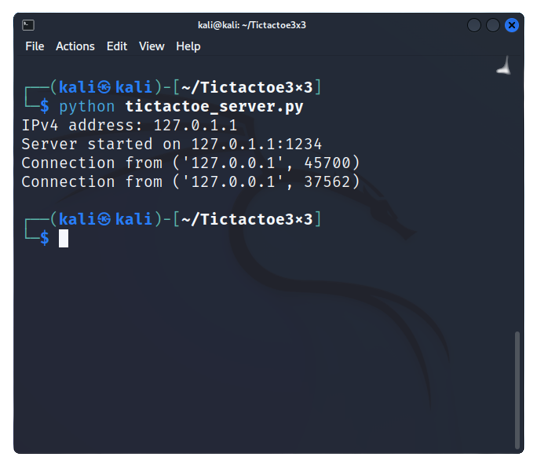 kali@kali: ~/Tictactoe3x3
File Actions Edit View Help
┌──(kali㉿kali)-[~/Tictactoe3×3]
└─$ python tictactoe_server.py
IPv4 address: 127.0.1.1
Server started on 127.0.1.1:1234
Connection from ('127.0.0.1', 45700)
Connection from ('127.0.0.1', 37562)
┌──(kali㉿kali)-[~/Tictactoe3×3]
└─$